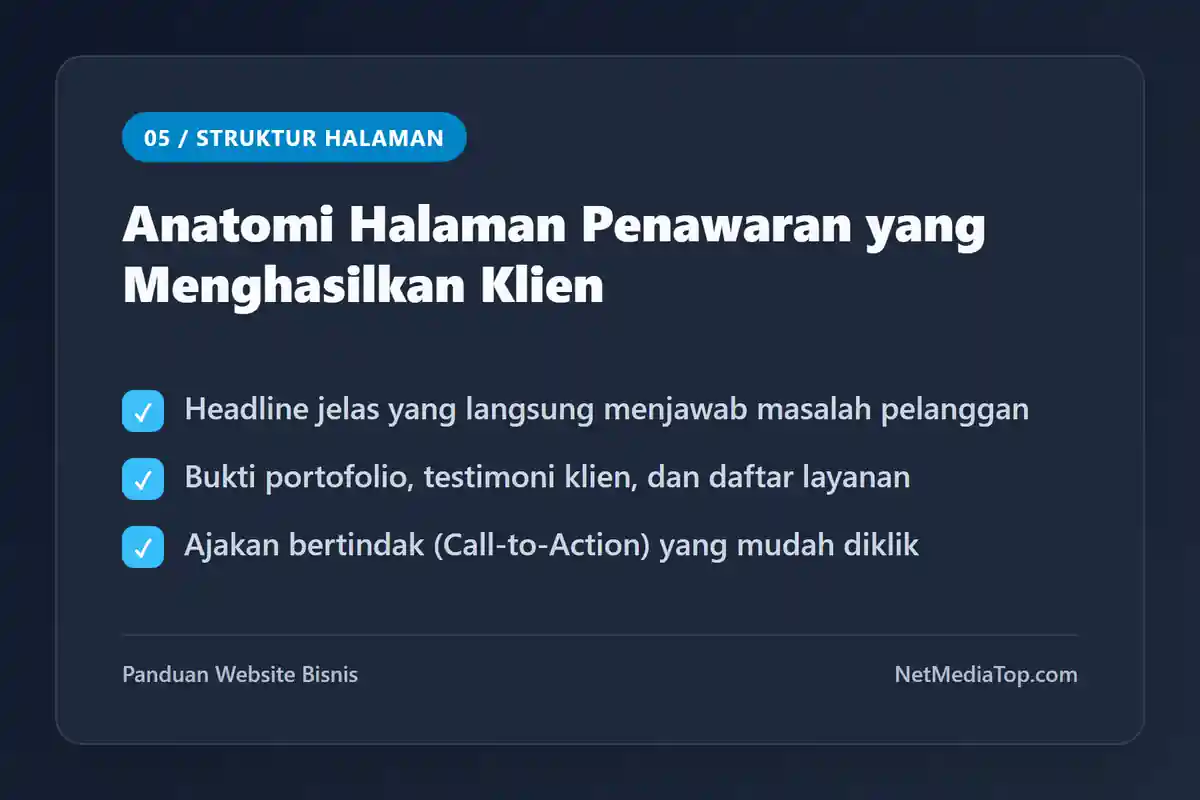 05 / STRUKTUR HALAMAN
Anatomi Halaman Penawaran yang
Menghasilkan Klien
Headline jelas yang langsung menjawab masalah pelanggan
Bukti portofolio, testimoni klien, dan daftar layanan
Ajakan bertindak (Call-to-Action) yang mudah diklik
Panduan Website Bisnis
NetMediaTop.com